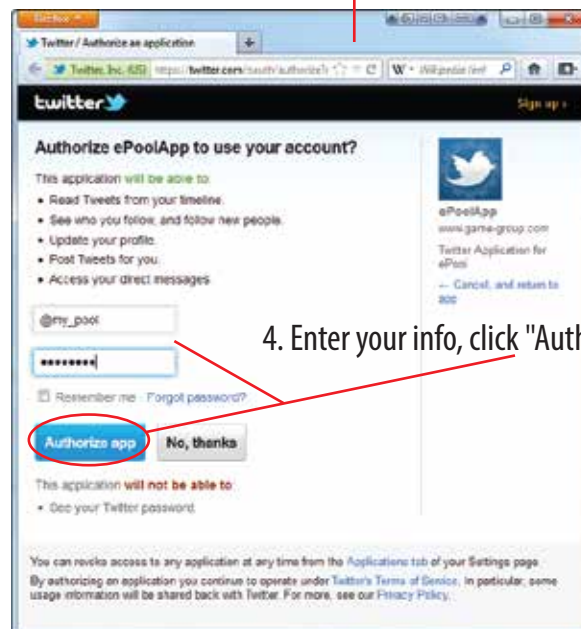 Firefox
Twitter / Authorize an application
+
Twitter, Inc. (US) https://twitter.com/oauth/authorize
twitter
Sign up ›
Authorize ePoolApp to use your account?
This application will be able to:
• Read Tweets from your timeline.
• See who you follow, and follow new people.
• Update your profile.
• Post Tweets for you.
• Access your direct messages.
ePoolApp
www.game-group.com
Twitter Application for
ePool
← Cancel, and return to
app
@my_pool
••••••••
4. Enter your info, click "Auth
Remember me · Forgot password?
Authorize app
No, thanks
This application will not be able to:
• See your Twitter password.
You can revoke access to any application at any time from the Applications tab of your Settings page.
By authorizing an application you continue to operate under Twitter's Terms of Service. In particular, some
usage information will be shared back with Twitter. For more, see our Privacy Policy.